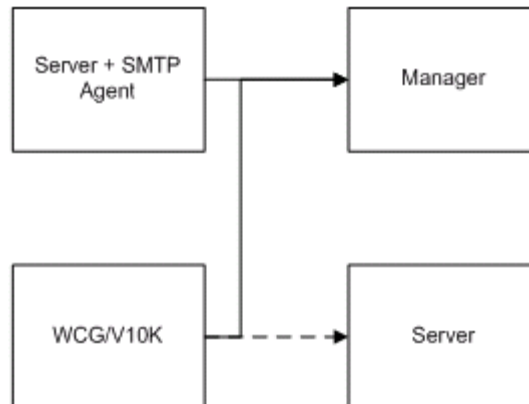 Server + SMTP
Agent
Manager
WCG/V10K
Server